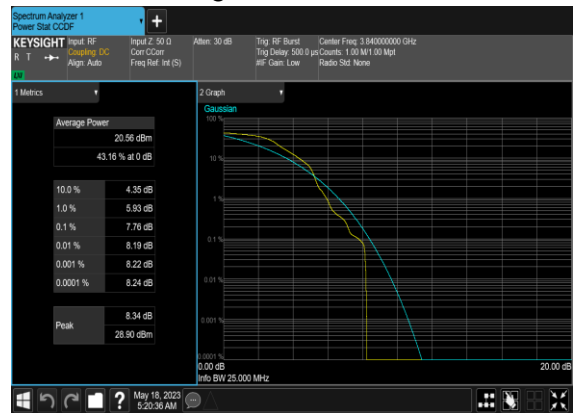 Spectrum Analyzer 1
Power Stat CCDF
+
KEYSIGHT
R T
LXI
Input: RF
Coupling: DC
Align: Auto
Input Z: 50 Ω
Corr CCorr
Freq Ref: Int (S)
Atten: 30 dB
Trig: RF Burst
Trig Delay: 500.0 µs
#IF Gain: Low
Center Freq: 3.840000000 GHz
Counts: 1.00 M/1.00 Mpt
Radio Std: None
1 Metrics
Average Power
20.56 dBm
43.16 % at 0 dB
10.0 % 4.35 dB
1.0 % 5.93 dB
0.1 % 7.76 dB
0.01 % 8.19 dB
0.001 % 8.22 dB
0.0001 % 8.24 dB
Peak
8.34 dB
28.90 dBm
2 Graph
Gaussian
100 %
10 %
1 %
0.1 %
0.01 %
0.001 %
0.0001 %
0.00 dB 20.00 dB
Info BW 25.000 MHz
? May 18, 2023
5:20:36 AM